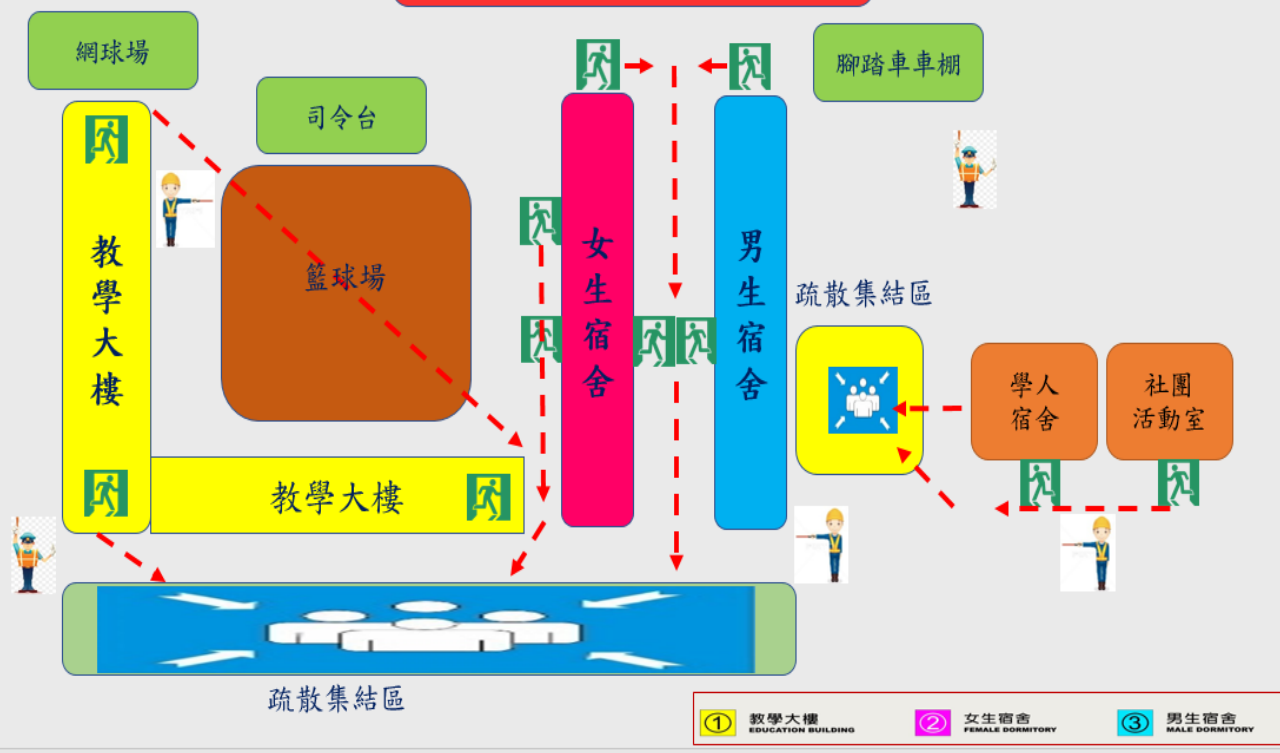 網球場
司令台
腳踏車車棚
教學大樓
籃球場
女生宿舍
男生宿舍
疏散集結區
學人
宿舍
社團
活動室
教學大樓
疏散集結區
① 教學大樓
EDUCATION BUILDING
② 女生宿舍
FEMALE DORMITORY
③ 男生宿舍
MALE DORMITORY